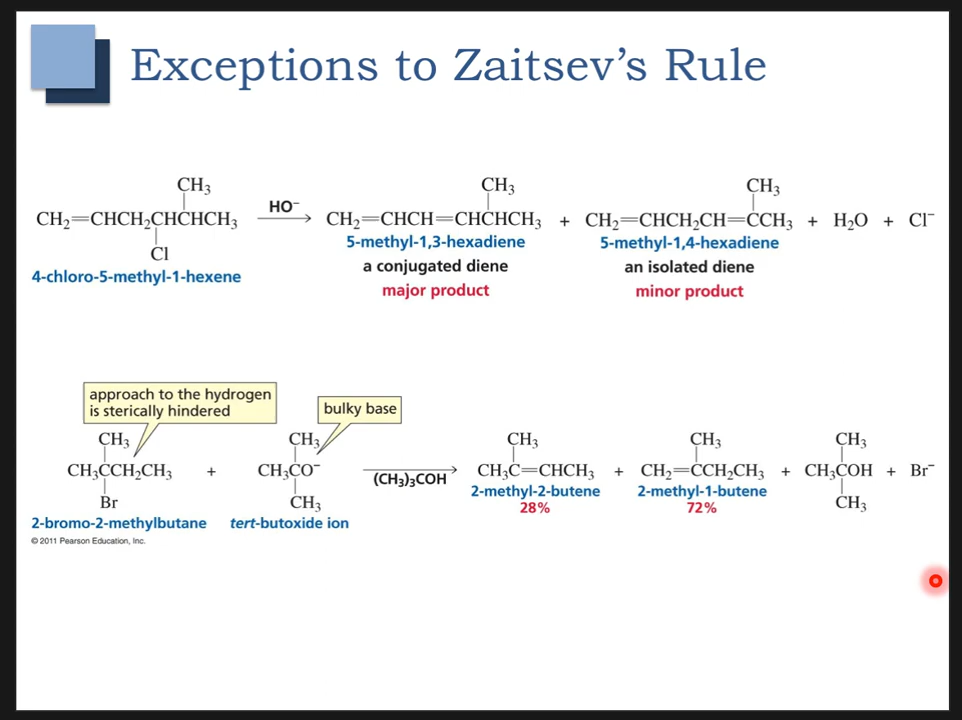 Exceptions to Zaitsev's Rule
CH₃ CH₃ CH₃
CH₂=CHCH₂CHCHCH₃ HO⁻ CH₂=CHCH=CHCHCH₃ + CH₂=CHCH₂CH=CCH₃ + H₂O + Cl⁻
Cl
4-chloro-5-methyl-1-hexene
5-methyl-1,3-hexadiene 5-methyl-1,4-hexadiene
a conjugated diene an isolated diene
major product minor product
approach to the hydrogen
is sterically hindered
bulky base
CH₃ CH₃ CH₃ CH₃ CH₃
CH₃CCH₂CH₃ + CH₃CO⁻ (CH₃)₃COH CH₃C=CHCH₃ + CH₂=CCH₂CH₃ + CH₃COH + Br⁻
Br CH₃ CH₃
2-bromo-2-methylbutane tert-butoxide ion 2-methyl-2-butene 2-methyl-1-butene
28% 72%
© 2011 Pearson Education, Inc.